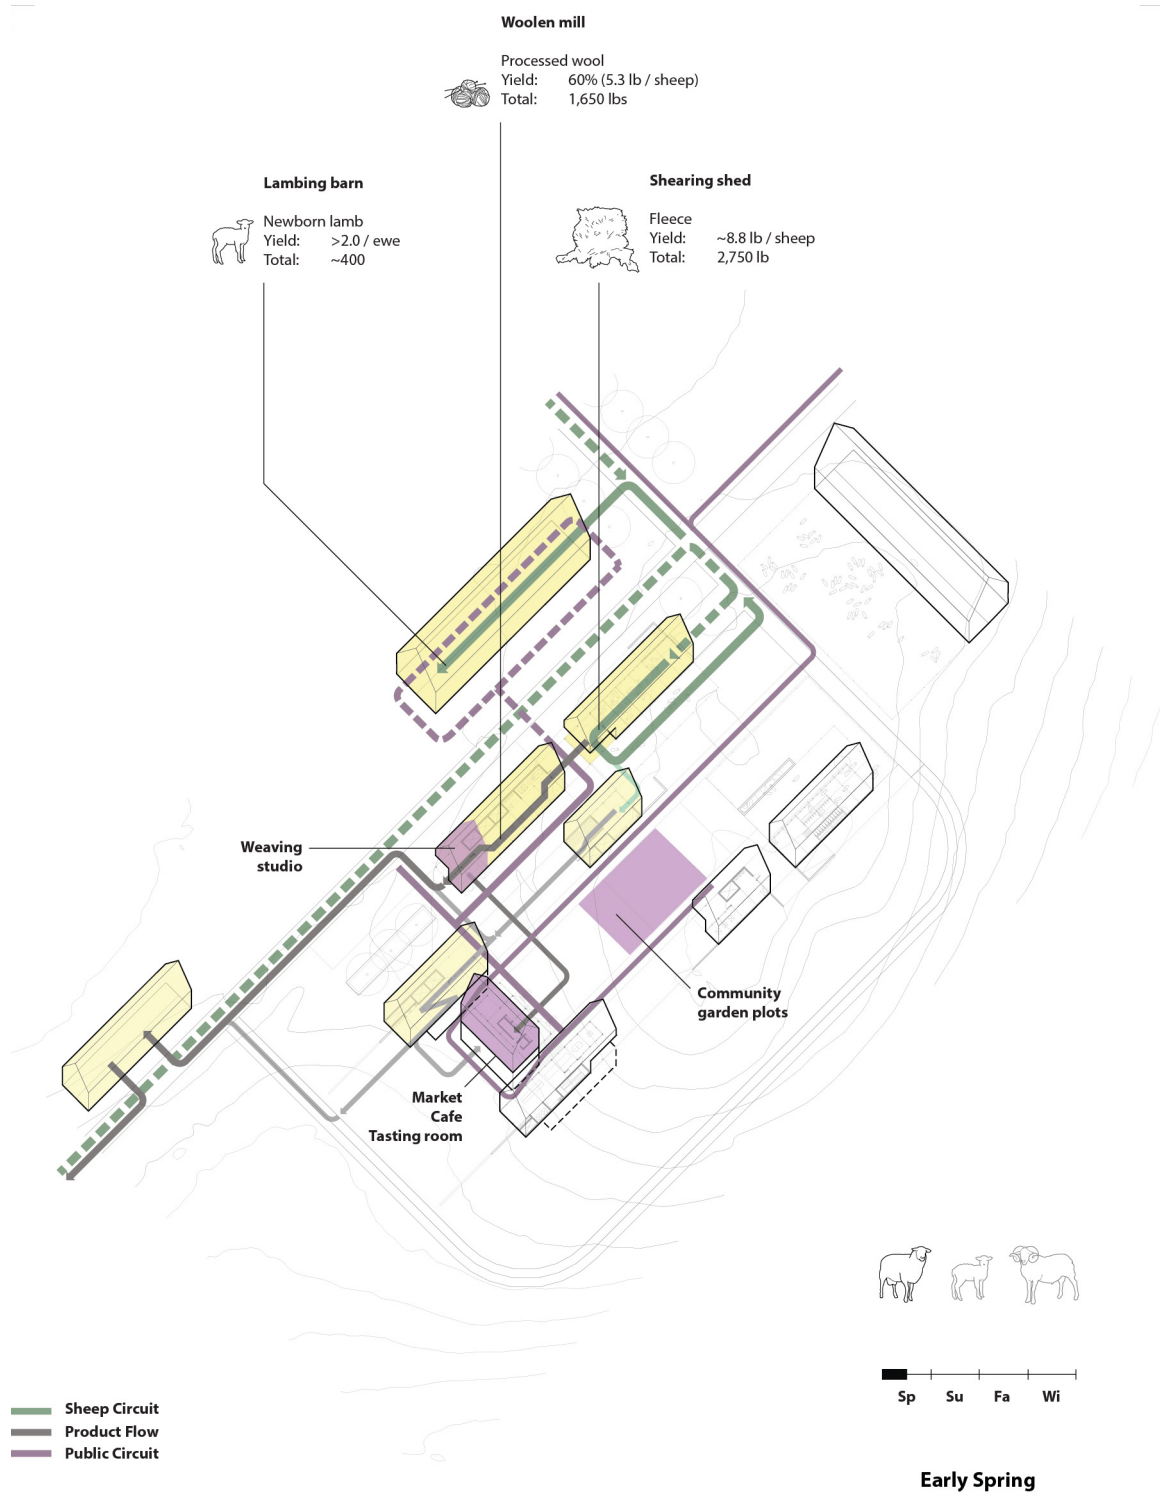 Woolen mill
Processed wool
Yield: 60% (5.3 lb / sheep)
Total: 1,650 lbs
Lambing barn
Newborn lamb
Yield: >2.0 / ewe
Total: ~400
Shearing shed
Fleece
Yield: ~8.8 lb / sheep
Total: 2,750 lb
Weaving
studio
Community
garden plots
Market
Cafe
Tasting room
Sp Su Fa Wi
Sheep Circuit
Product Flow
Public Circuit
Early Spring